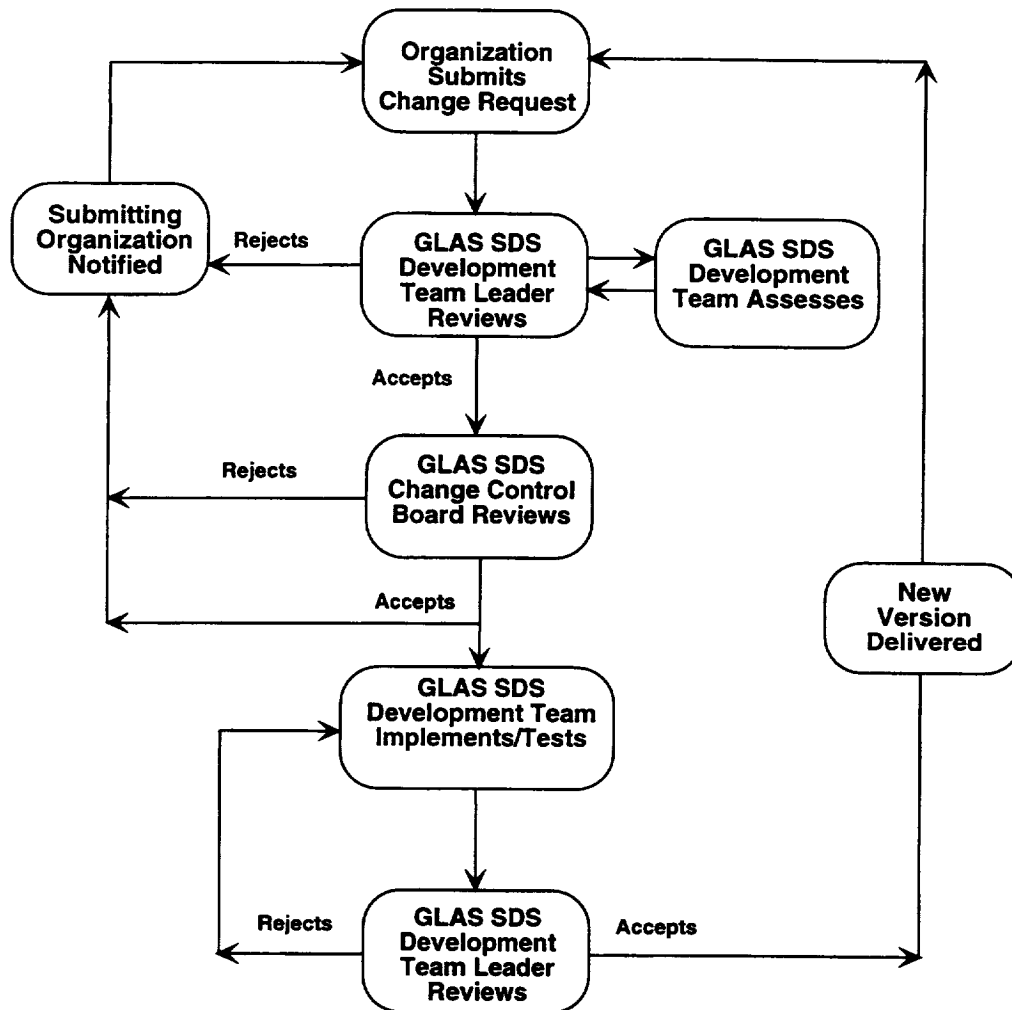 Organization
Submits
Change Request
Submitting
Organization
Notified
Rejects
GLAS SDS
Development
Team Leader
Reviews
GLAS SDS
Development
Team Assesses
Accepts
Rejects
GLAS SDS
Change Control
Board Reviews
Accepts
New
Version
Delivered
GLAS SDS
Development Team
Implements/Tests
Rejects
GLAS SDS
Development
Team Leader
Reviews
Accepts